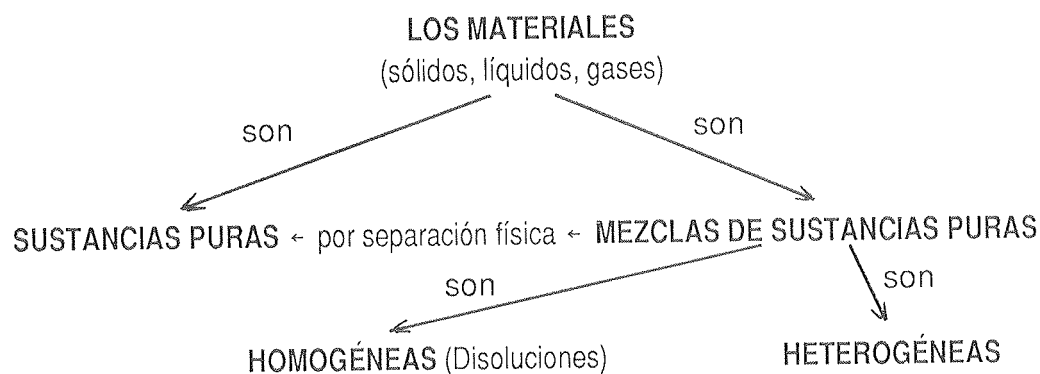 LOS MATERIALES
(sólidos, líquidos, gases)
son son
SUSTANCIAS PURAS ← por separación física ← MEZCLAS DE SUSTANCIAS PURAS
son son
HOMOGÉNEAS (Disoluciones) HETEROGÉNEAS